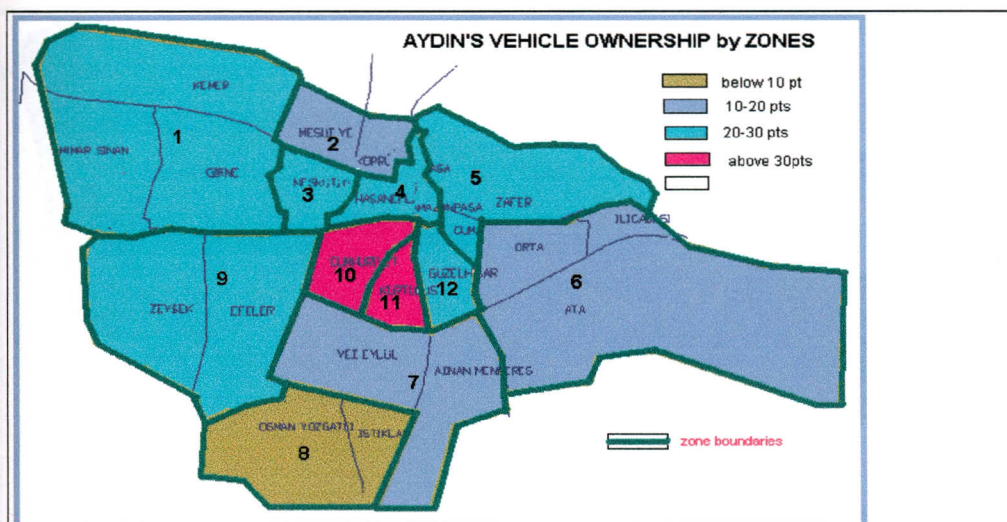 AYDIN'S VEHICLE OWNERSHIP by ZONES
below 10 pt
10-20 pts
20-30 pts
above 30pts
KEMER
1
MIMAR SINAN
GIRNE
2
3
4
5
ZAFER
ILICABASI
ORTA
6
ATA
9
ZEYBEK
EFELER
10
11
GUZELHISAR
12
YEDI EYLUL
7
ADNAN MENDERES
OSMAN YOZGATLI
ISTIKLAL
8
zone boundaries